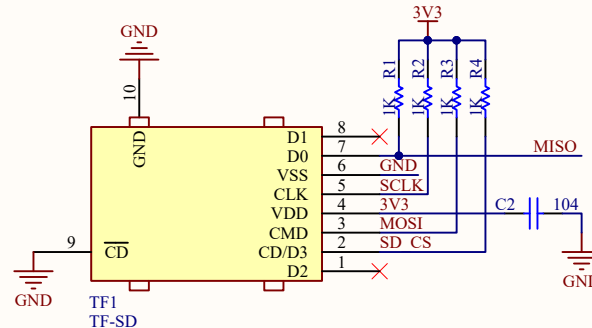 3V3
GND
R1
R2
R3
R4
1K
1K
1K
1K
10
GND
D1
8
D0
7
MISO
VSS
6
GND
CLK
5
SCLK
VDD
4
3V3
C2
104
CMD
3
MOSI
9
CD
CD/D3
2
SD_CS
D2
1
GND
GND
TF1
TF-SD